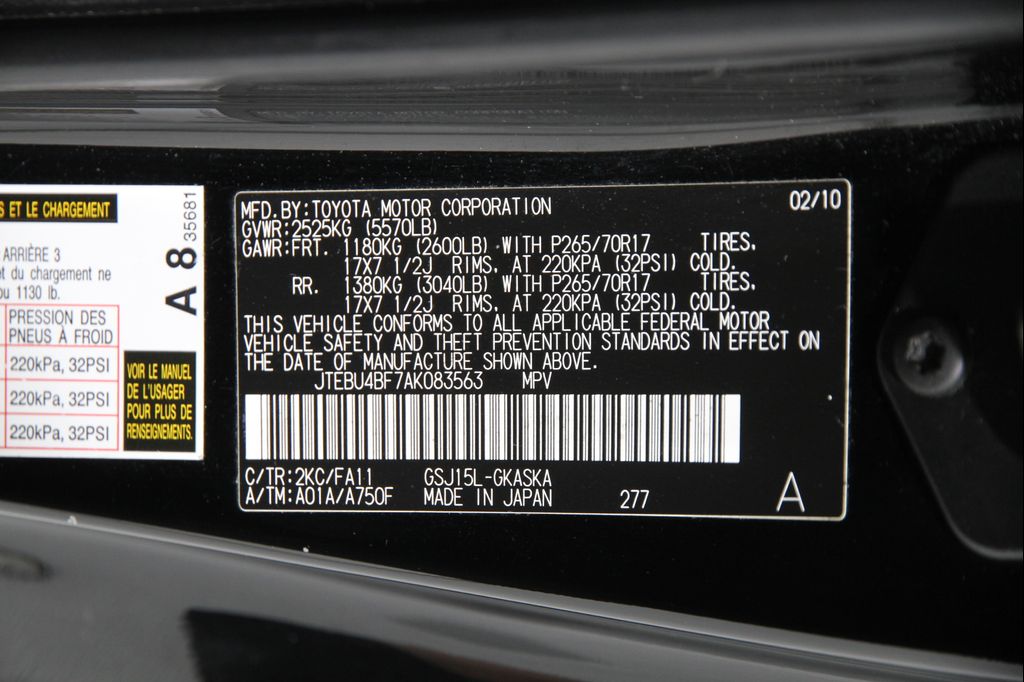 S ET LE CHARGEMENT
ARRIÈRE 3
et du chargement ne
ou 1130 lb.
PRESSION DES
PNEUS À FROID
220kPa, 32PSI
220kPa, 32PSI
220kPa, 32PSI
VOIR LE MANUEL
DE L'USAGER
POUR PLUS DE
RENSEIGNEMENTS.
A 8 35681
MFD.BY:TOYOTA MOTOR CORPORATION 02/10
GVWR:2525KG (5570LB)
GAWR:FRT. 1180KG (2600LB) WITH P265/70R17 TIRES,
17X7 1/2J RIMS, AT 220KPA (32PSI) COLD.
RR. 1380KG (3040LB) WITH P265/70R17 TIRES,
17X7 1/2J RIMS, AT 220KPA (32PSI) COLD.
THIS VEHICLE CONFORMS TO ALL APPLICABLE FEDERAL MOTOR
VEHICLE SAFETY AND THEFT PREVENTION STANDARDS IN EFFECT ON
THE DATE OF MANUFACTURE SHOWN ABOVE.
JTEBU4BF7AK083563 MPV
C/TR:2KC/FA11 GSJ15L-GKASKA
A/TM:A01A/A750F MADE IN JAPAN 277 A